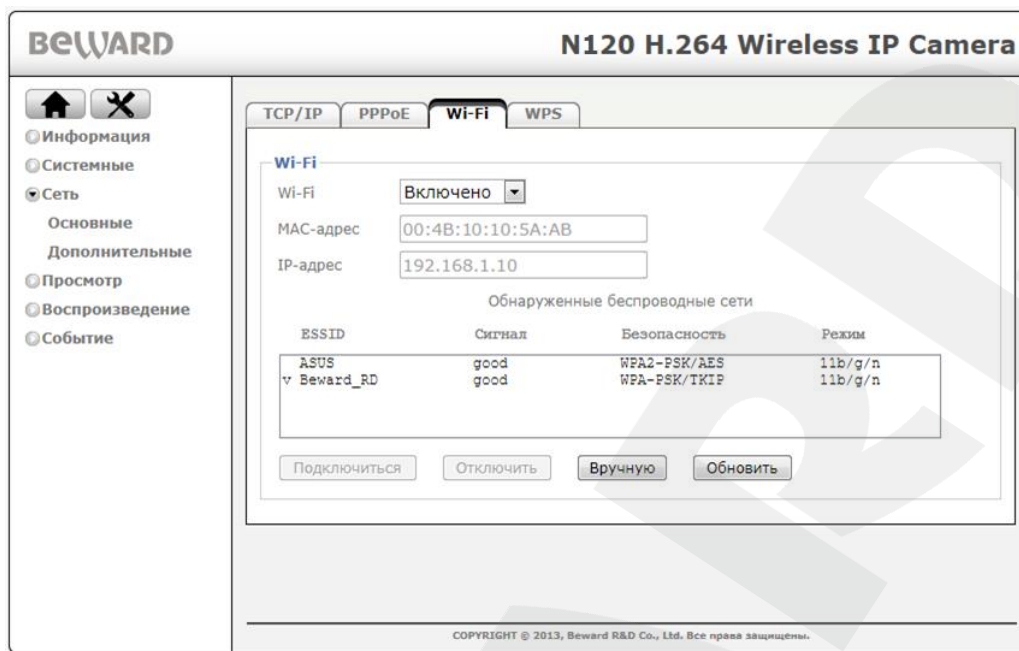 BEWARD
N120 H.264 Wireless IP Camera
Информация
Системные
Сеть
Основные
Дополнительные
Просмотр
Воспроизведение
Событие
TCP/IP PPPoE Wi-Fi WPS
Wi-Fi
Wi-Fi Включено
MAC-адрес 00:4B:10:10:5A:AB
IP-адрес 192.168.1.10
Обнаруженные беспроводные сети
ESSID Сигнал Безопасность Режим
ASUS good WPA2-PSK/AES 11b/g/n
v Beward_RD good WPA-PSK/TKIP 11b/g/n
Подключиться Отключить Вручную Обновить
COPYRIGHT © 2013, Beward R&D Co., Ltd. Все права защищены.